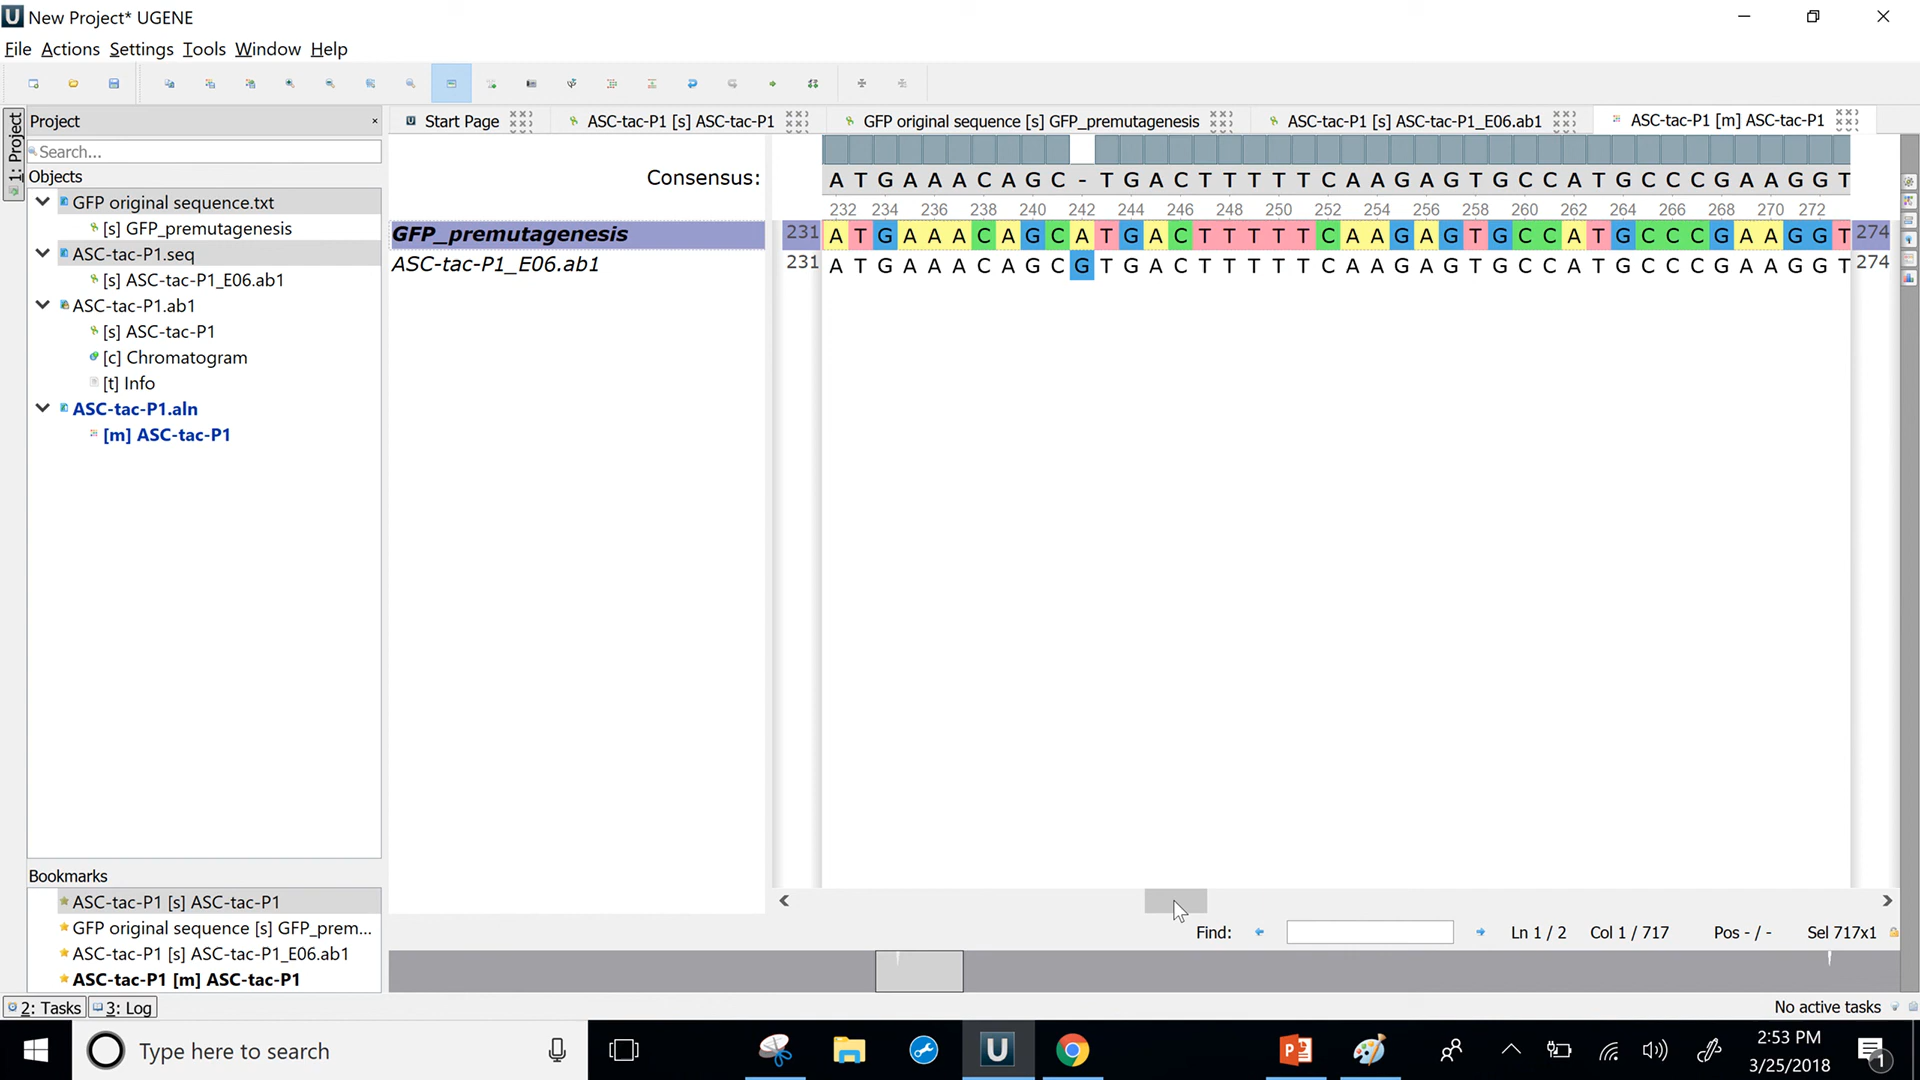 New Project* UGENE
File Actions Settings Tools Window Help
1: Project
Project
Search...
Objects
GFP original sequence.txt
[s] GFP_premutagenesis
ASC-tac-P1.seq
[s] ASC-tac-P1_E06.ab1
ASC-tac-P1.ab1
[s] ASC-tac-P1
[c] Chromatogram
[t] Info
ASC-tac-P1.aln
[m] ASC-tac-P1
Bookmarks
ASC-tac-P1 [s] ASC-tac-P1
GFP original sequence [s] GFP_prem...
ASC-tac-P1 [s] ASC-tac-P1_E06.ab1
ASC-tac-P1 [m] ASC-tac-P1
Start Page ASC-tac-P1 [s] ASC-tac-P1 GFP original sequence [s] GFP_premutagenesis ASC-tac-P1 [s] ASC-tac-P1_E06.ab1 ASC-tac-P1 [m] ASC-tac-P1
Consensus: A T G A A A C A G C - T G A C T T T T T C A A G A G T G C C A T G C C C G A A G G T
232 234 236 238 240 242 244 246 248 250 252 254 256 258 260 262 264 266 268 270 272
GFP_premutagenesis 231 A T G A A A C A G C A T G A C T T T T T C A A G A G T G C C A T G C C C G A A G G T 274
ASC-tac-P1_E06.ab1 231 A T G A A A C A G C G T G A C T T T T T C A A G A G T G C C A T G C C C G A A G G T 274
Find: Ln 1 / 2 Col 1 / 717 Pos - / - Sel 717x1
2: Tasks 3: Log No active tasks
Type here to search
2:53 PM
3/25/2018
1